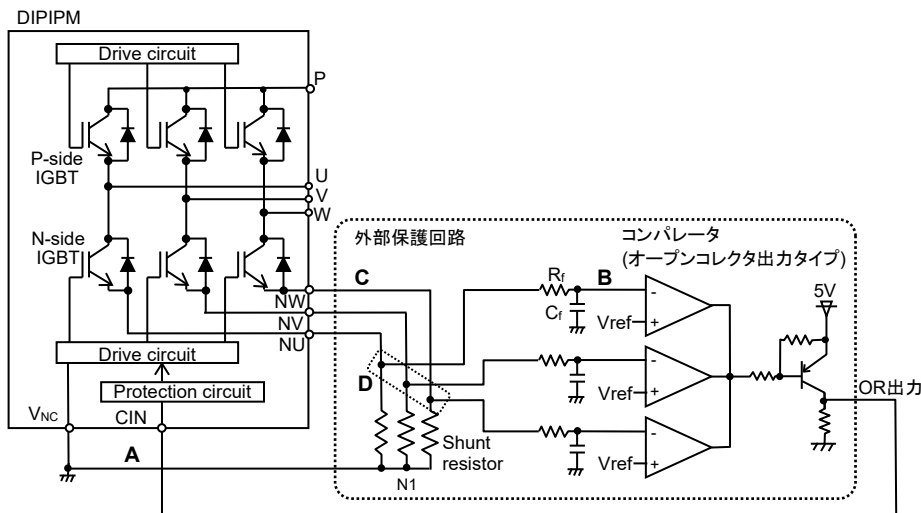 DIPIPM
Drive circuit
P
P-side
IGBT
U
V
W
N-side
IGBT
NW
NV
NU
Drive circuit
Protection circuit
VNC
CIN
A
外部保護回路
コンパレータ
(オープンコレクタ出力タイプ)
C
Rf
B
Cf
-
Vref
+
5V
D
-
Vref
+
OR出力
-
Vref
+
Shunt
resistor
N1